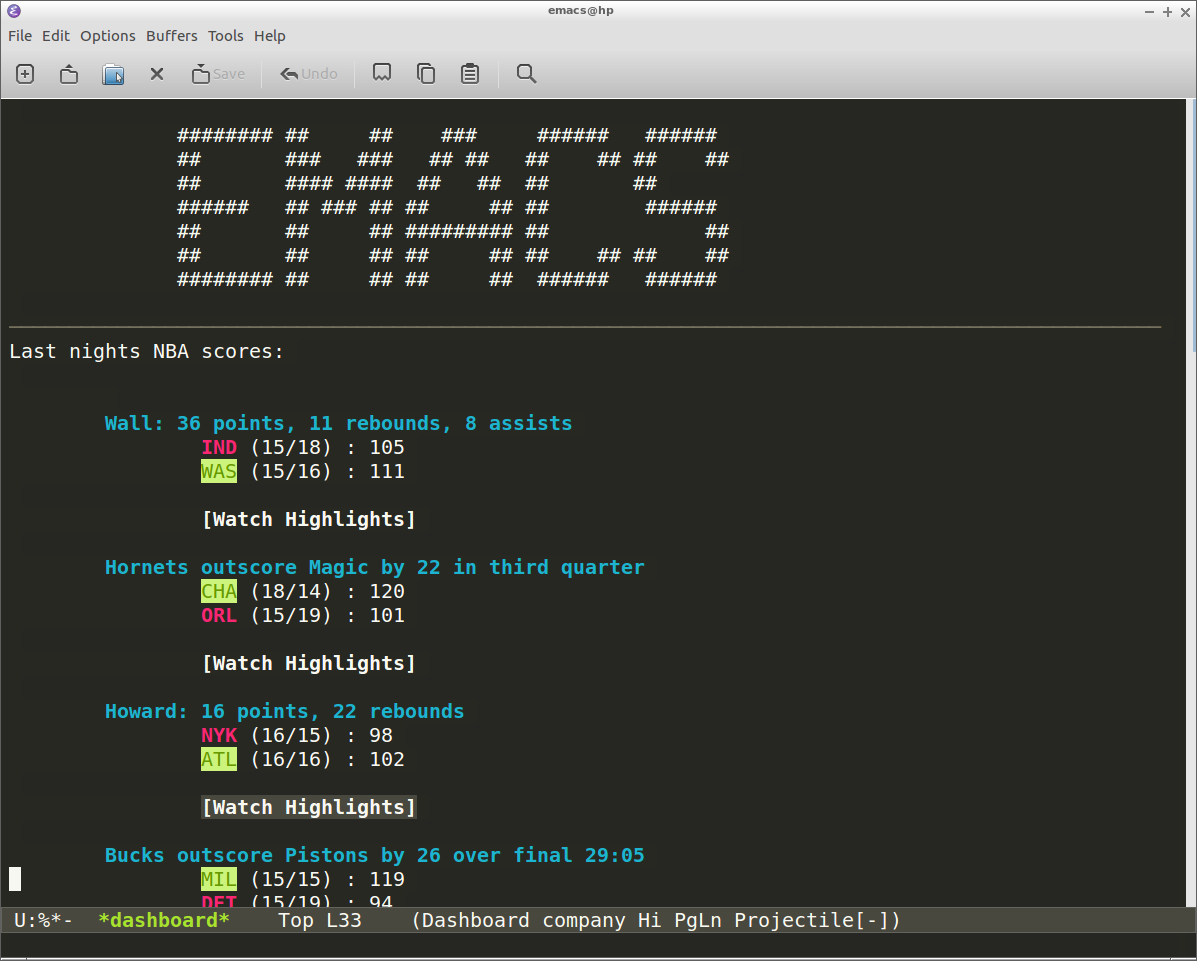 emacs@hp
File Edit Options Buffers Tools Help
Save Undo
######## ##     ##    ###     ######   ######
##       ###   ###   ## ##   ##    ## ##    ##
##       #### ####  ##   ##  ##       ##
######   ## ### ## ##     ## ##        ######
##       ##     ## ######### ##             ##
##       ##     ## ##     ## ##    ## ##    ##
######## ##     ## ##     ##  ######   ######
Last nights NBA scores:
Wall: 36 points, 11 rebounds, 8 assists
IND (15/18) : 105
WAS (15/16) : 111
[Watch Highlights]
Hornets outscore Magic by 22 in third quarter
CHA (18/14) : 120
ORL (15/19) : 101
[Watch Highlights]
Howard: 16 points, 22 rebounds
NYK (16/15) : 98
ATL (16/16) : 102
[Watch Highlights]
Bucks outscore Pistons by 26 over final 29:05
MIL (15/15) : 119
DET (15/19) : 94
U:%*-  *dashboard*    Top L33    (Dashboard company Hi PgLn Projectile[-])